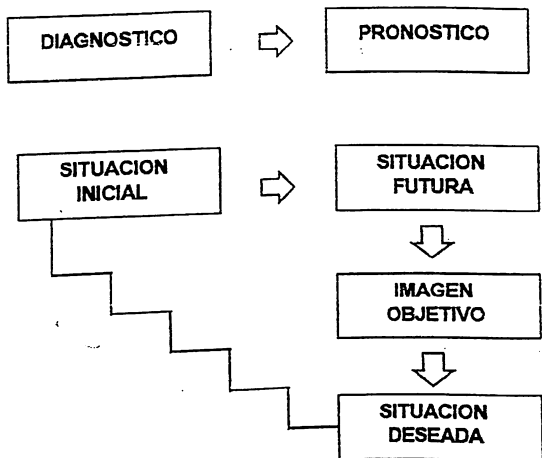 DIAGNOSTICO
PRONOSTICO
SITUACION
INICIAL
SITUACION
FUTURA
IMAGEN
OBJETIVO
SITUACION
DESEADA